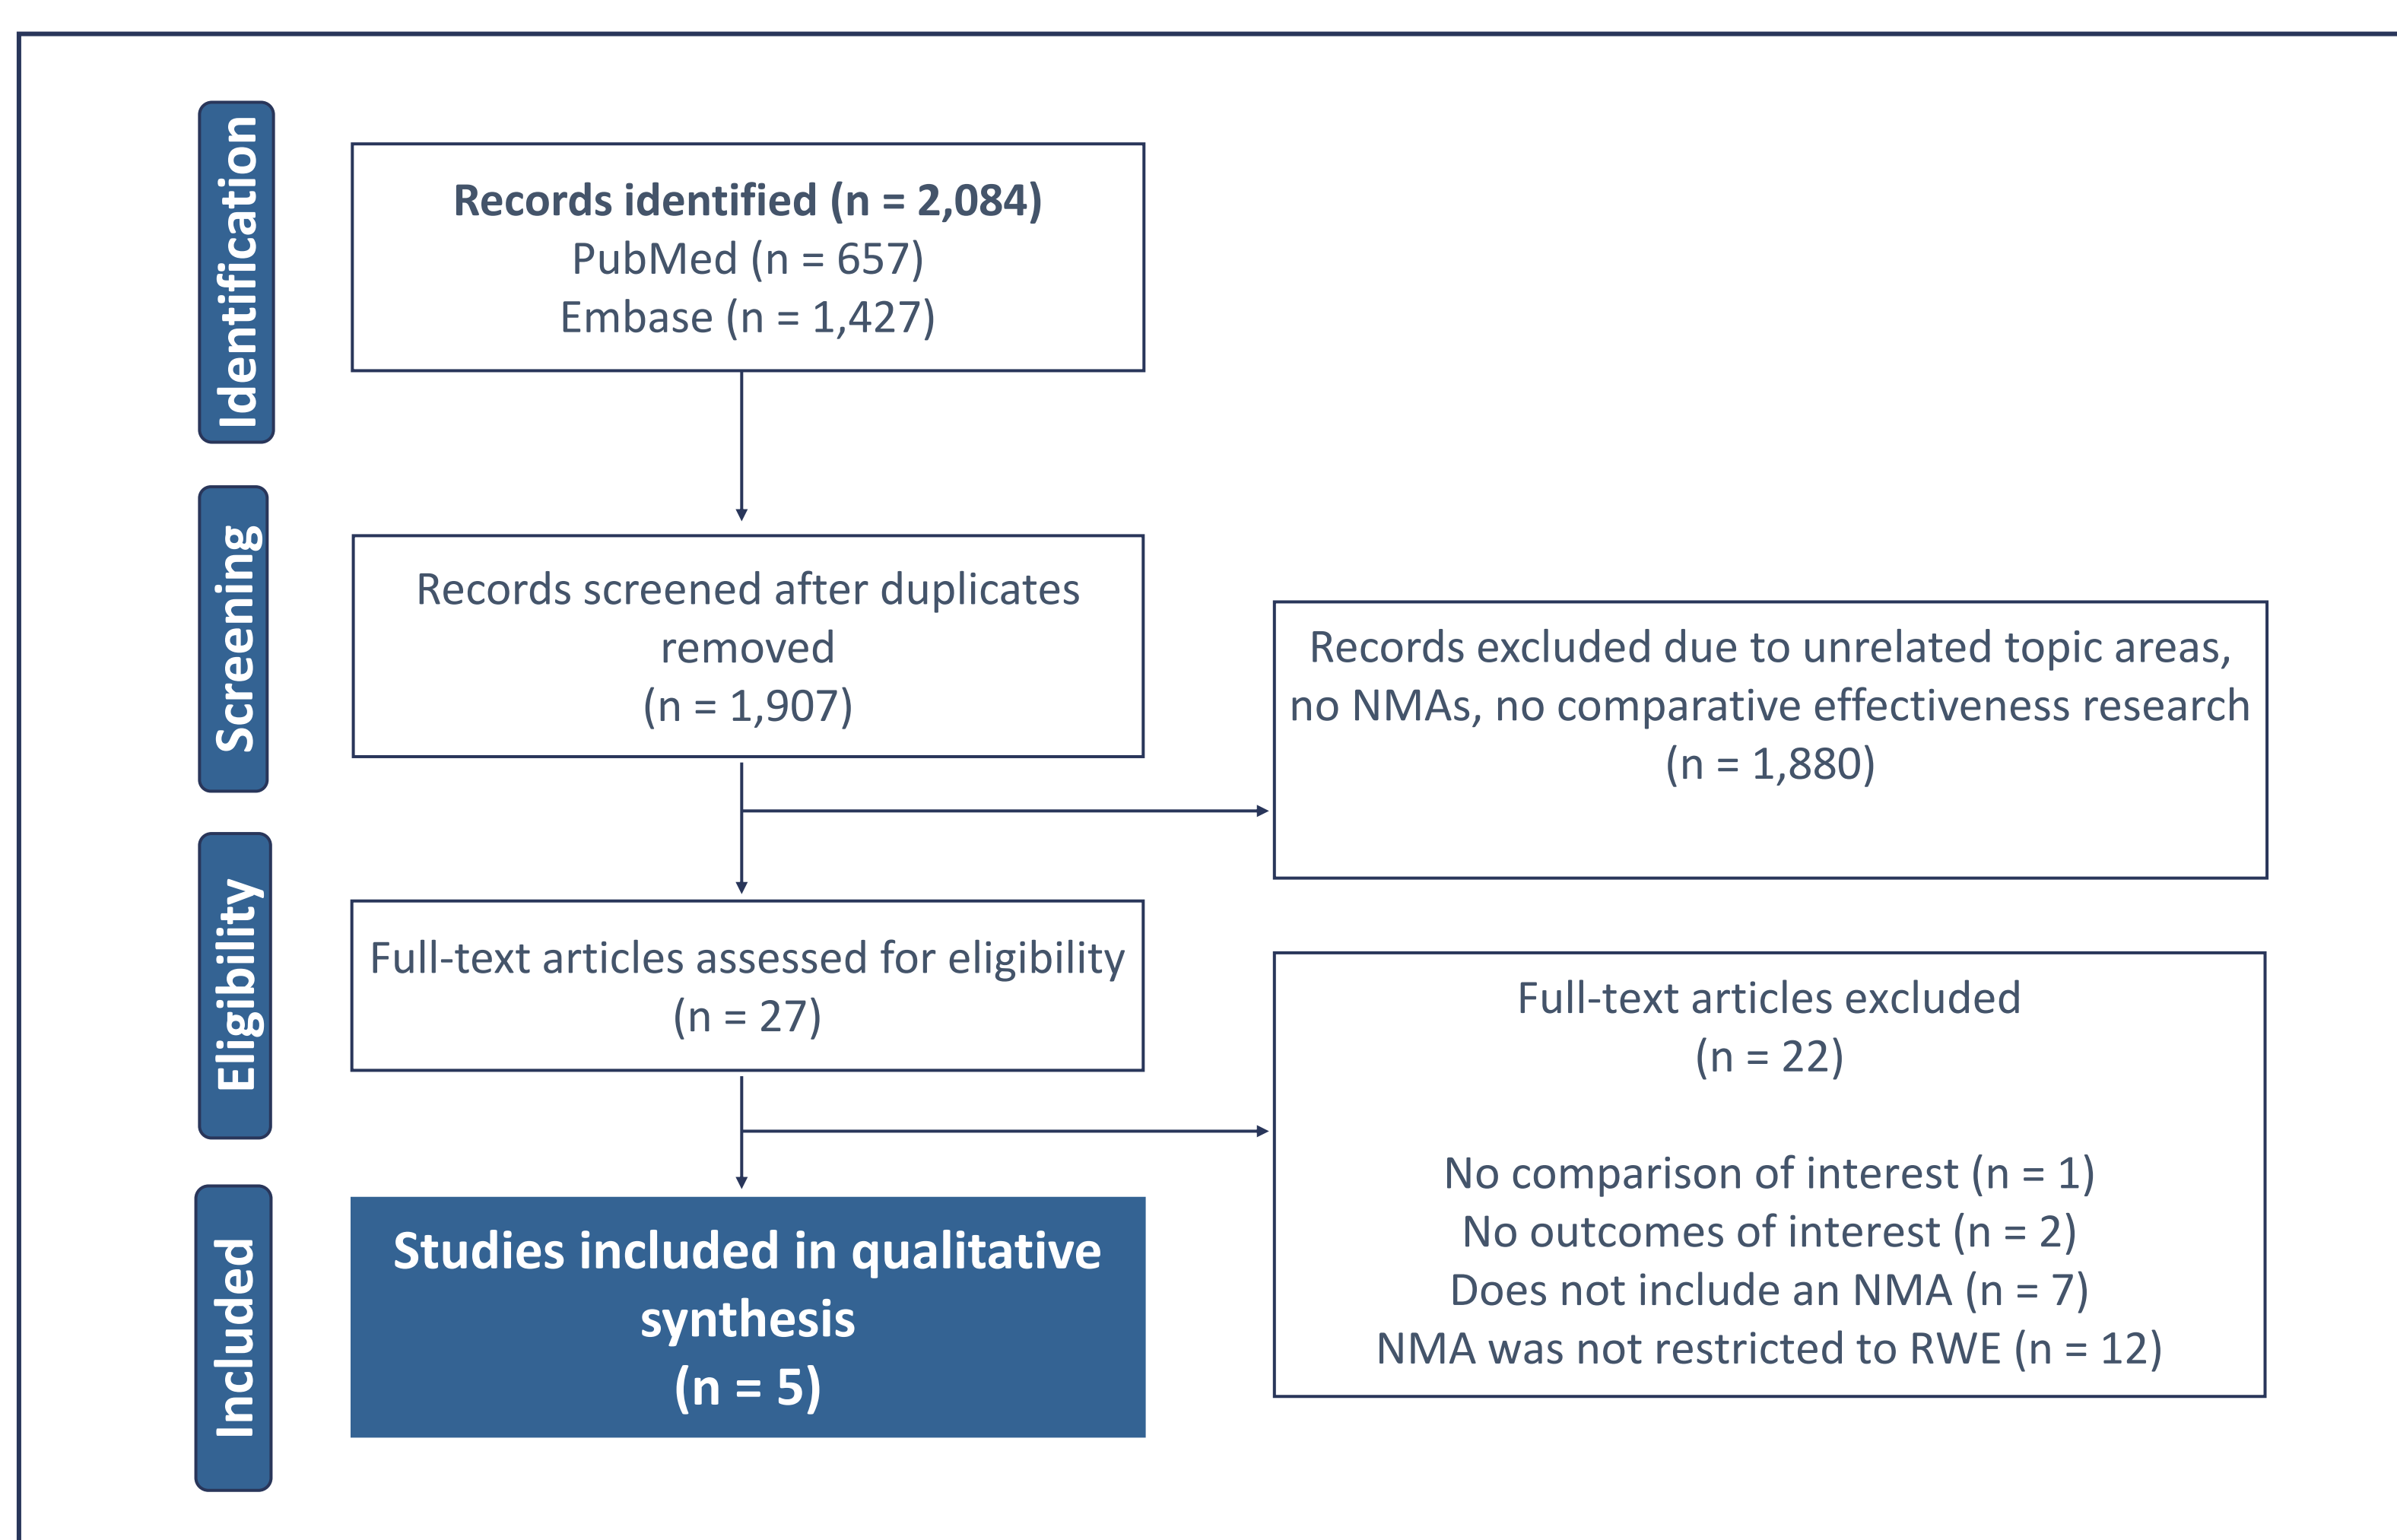 Identification
Records identified (n = 2,084)
PubMed (n = 657)
Embase (n = 1,427)
Screening
Records screened after duplicates
removed
(n = 1,907)
Records excluded due to unrelated topic areas,
no NMAs, no comparative effectiveness research
(n = 1,880)
Eligibility
Full-text articles assessed for eligibility
(n = 27)
Full-text articles excluded
(n = 22)
No comparison of interest (n = 1)
No outcomes of interest (n = 2)
Does not include an NMA (n = 7)
NMA was not restricted to RWE (n = 12)
Included
Studies included in qualitative
synthesis
(n = 5)